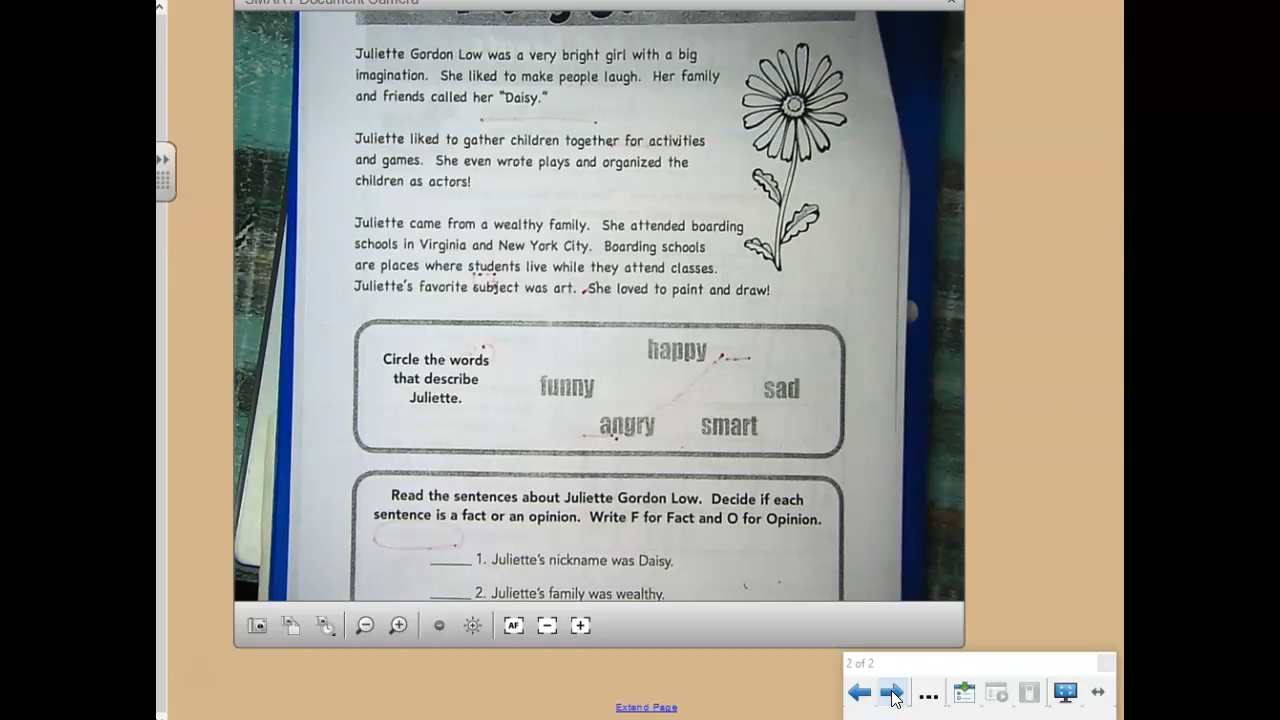 SMART Document Camera
Juliette Gordon Low was a very bright girl with a big
imagination. She liked to make people laugh. Her family
and friends called her "Daisy."
Juliette liked to gather children together for activities
and games. She even wrote plays and organized the
children as actors!
Juliette came from a wealthy family. She attended boarding
schools in Virginia and New York City. Boarding schools
are places where students live while they attend classes.
Juliette's favorite subject was art. She loved to paint and draw!
Circle the words
that describe
Juliette.
happy
funny
sad
angry
smart
Read the sentences about Juliette Gordon Low. Decide if each
sentence is a fact or an opinion. Write F for Fact and O for Opinion.
_____ 1. Juliette's nickname was Daisy.
_____ 2. Juliette's family was wealthy.
AF
2 of 2
Extend Page